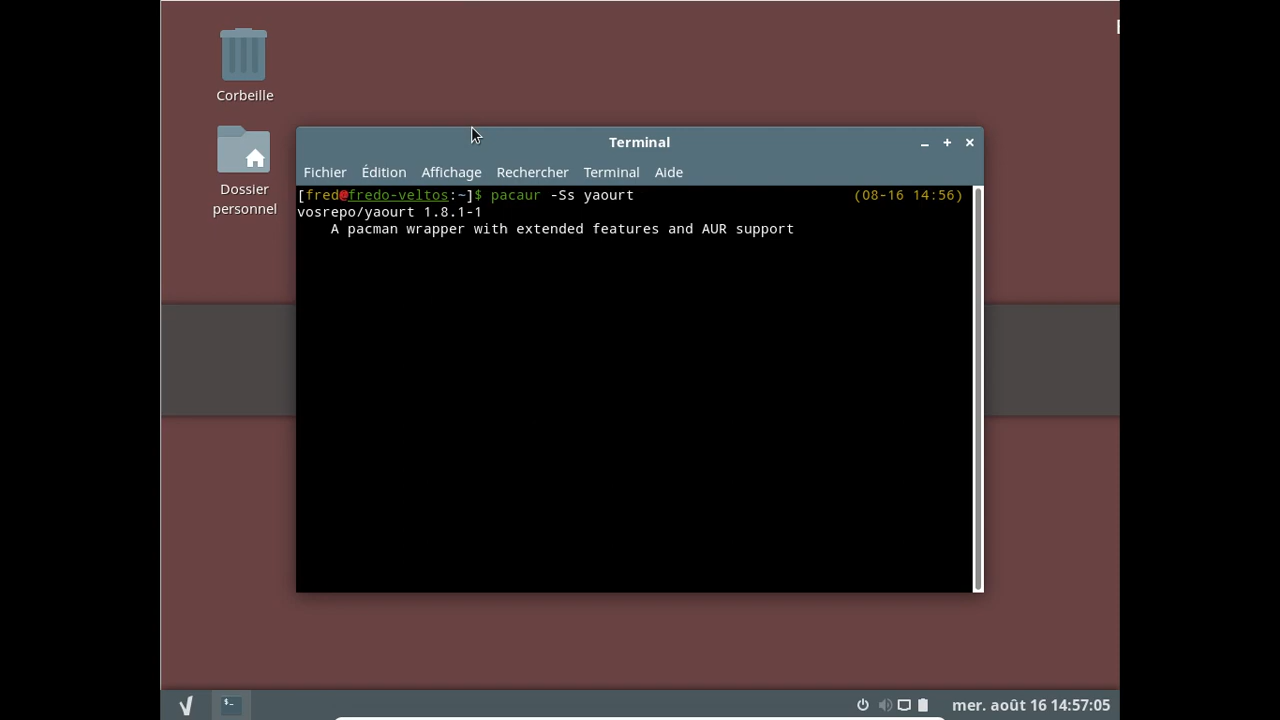 Corbeille
Dossier
personnel
Terminal
Fichier Édition Affichage Rechercher Terminal Aide
[fred@fredo-veltos:~]$ pacaur -Ss yaourt (08-16 14:56)
vosrepo/yaourt 1.8.1-1
    A pacman wrapper with extended features and AUR support
$-
mer. août 16 14:57:05